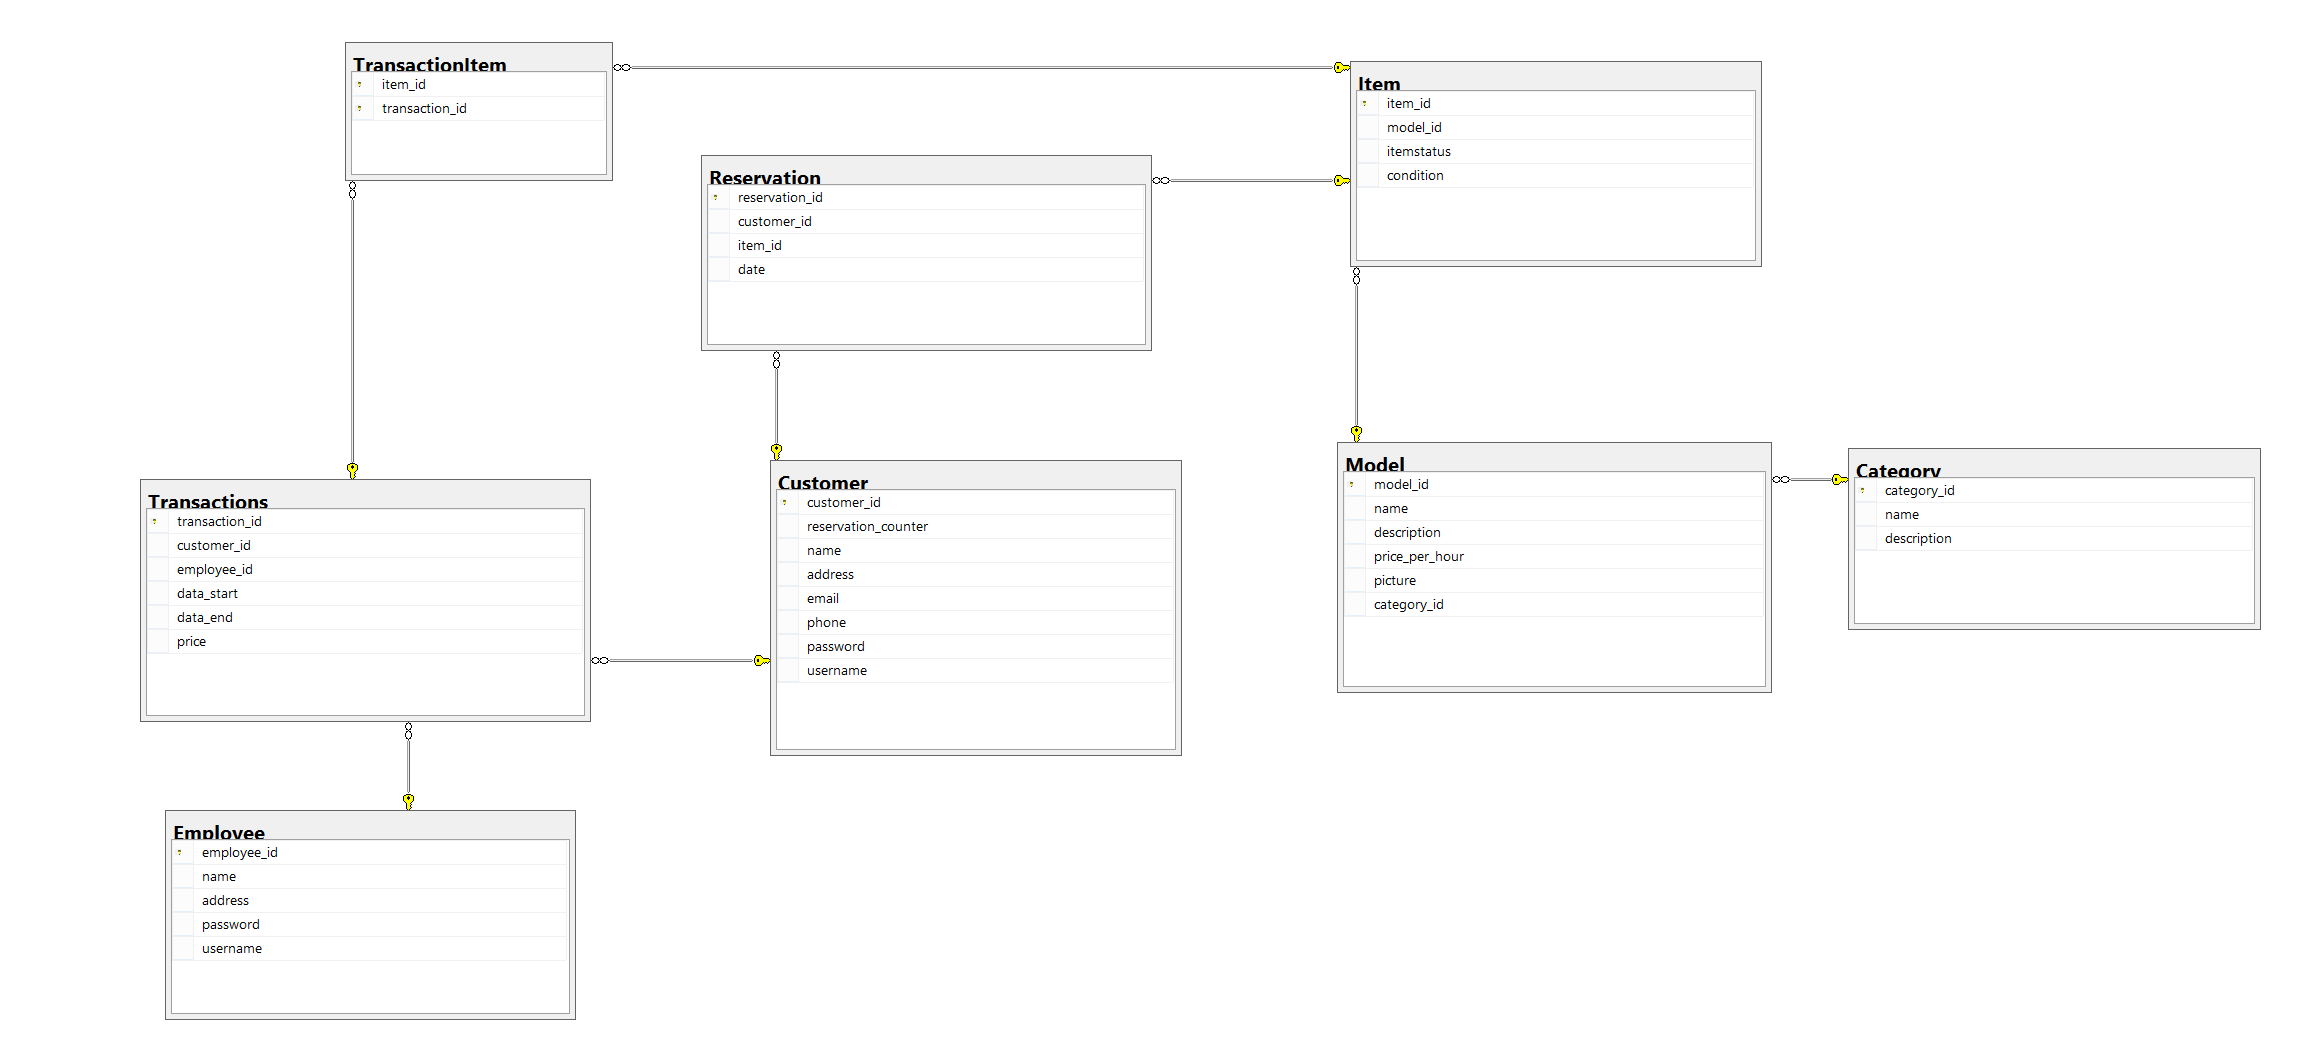 TransactionItem
item_id
transaction_id
Item
item_id
model_id
itemstatus
condition
Reservation
reservation_id
customer_id
item_id
date
Transactions
transaction_id
customer_id
employee_id
data_start
data_end
price
Customer
customer_id
reservation_counter
name
address
email
phone
password
username
Model
model_id
name
description
price_per_hour
picture
category_id
Category
category_id
name
description
Employee
employee_id
name
address
password
username